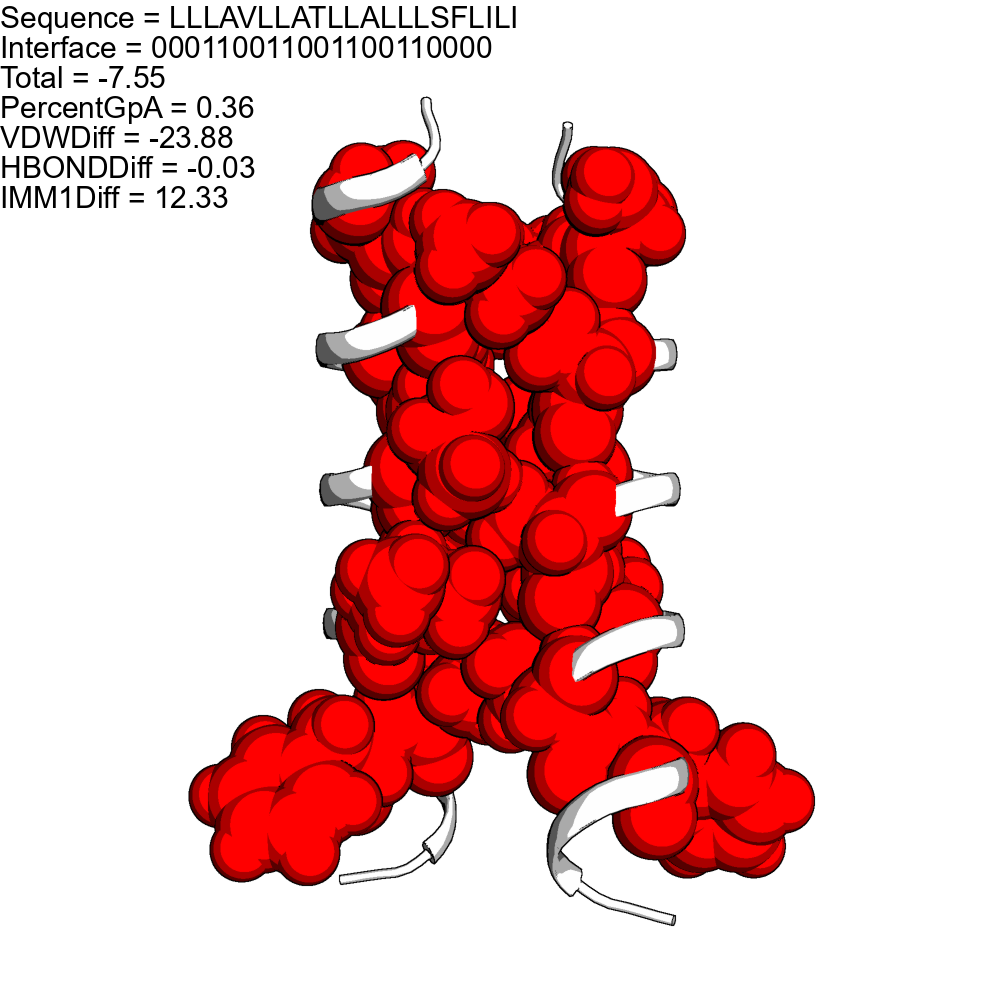 Sequence = LLLAVLLATLLALLLSFLILI
Interface = 000110011001100110000
Total = -7.55
PercentGpA = 0.36
VDWDiff = -23.88
HBONDDiff = -0.03
IMM1Diff = 12.33